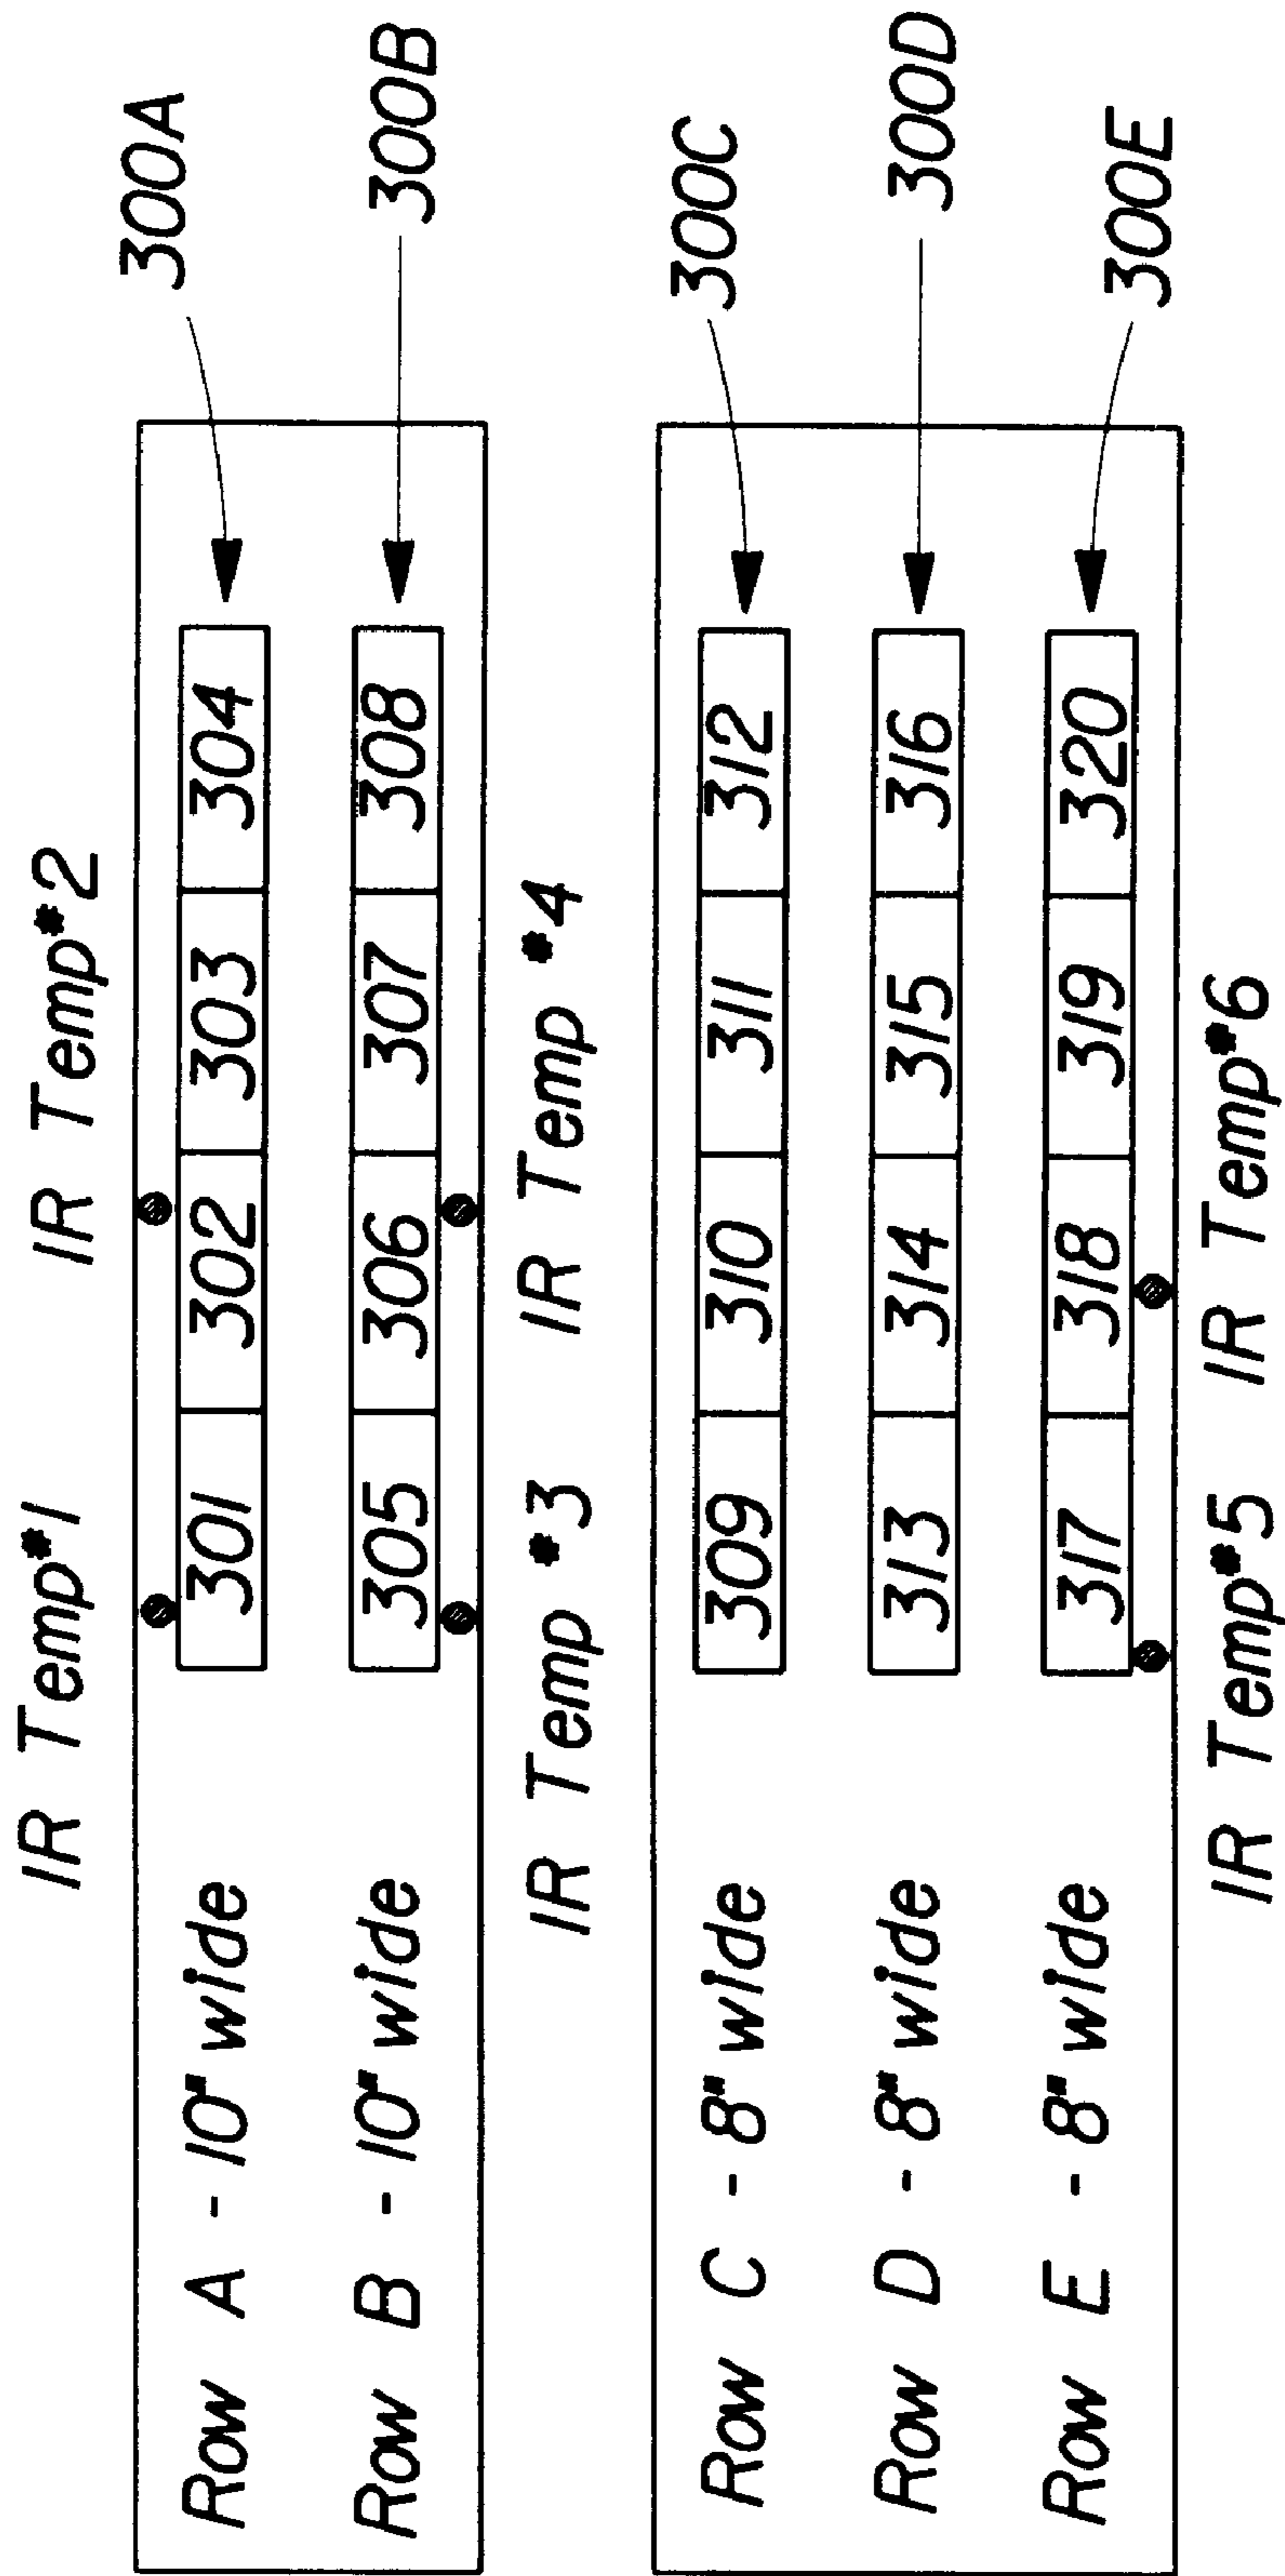 IR Temp#1 IR Temp#2
Row A - 10" wide 301 302 303 304 300A
Row B - 10" wide 305 306 307 308 300B
IR Temp #3 IR Temp #4
Row C - 8" wide 309 310 311 312 300C
Row D - 8" wide 313 314 315 316 300D
Row E - 8" wide 317 318 319 320 300E
IR Temp#5 IR Temp#6